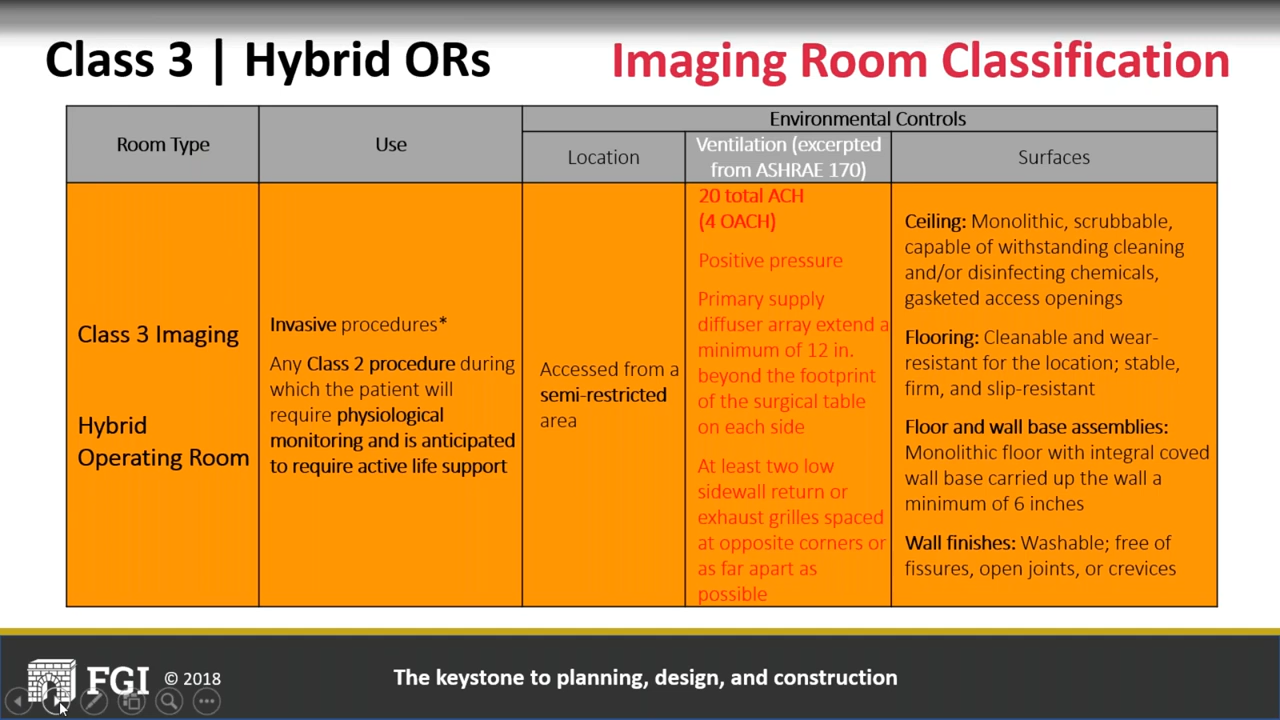 Class 3 | Hybrid ORs
Imaging Room Classification
Room Type
Use
Environmental Controls
Location
Ventilation (excerpted
from ASHRAE 170)
Surfaces
Class 3 Imaging
Hybrid
Operating Room
Invasive procedures*
Any Class 2 procedure during
which the patient will
require physiological
monitoring and is anticipated
to require active life support
Accessed from a
semi-restricted
area
20 total ACH
(4 OACH)
Positive pressure
Primary supply
diffuser array extend a
minimum of 12 in.
beyond the footprint
of the surgical table
on each side
At least two low
sidewall return or
exhaust grilles spaced
at opposite corners or
as far apart as
possible
Ceiling: Monolithic, scrubbable,
capable of withstanding cleaning
and/or disinfecting chemicals,
gasketed access openings
Flooring: Cleanable and wear-
resistant for the location; stable,
firm, and slip-resistant
Floor and wall base assemblies:
Monolithic floor with integral coved
wall base carried up the wall a
minimum of 6 inches
Wall finishes: Washable; free of
fissures, open joints, or crevices
FGI © 2018
The keystone to planning, design, and construction